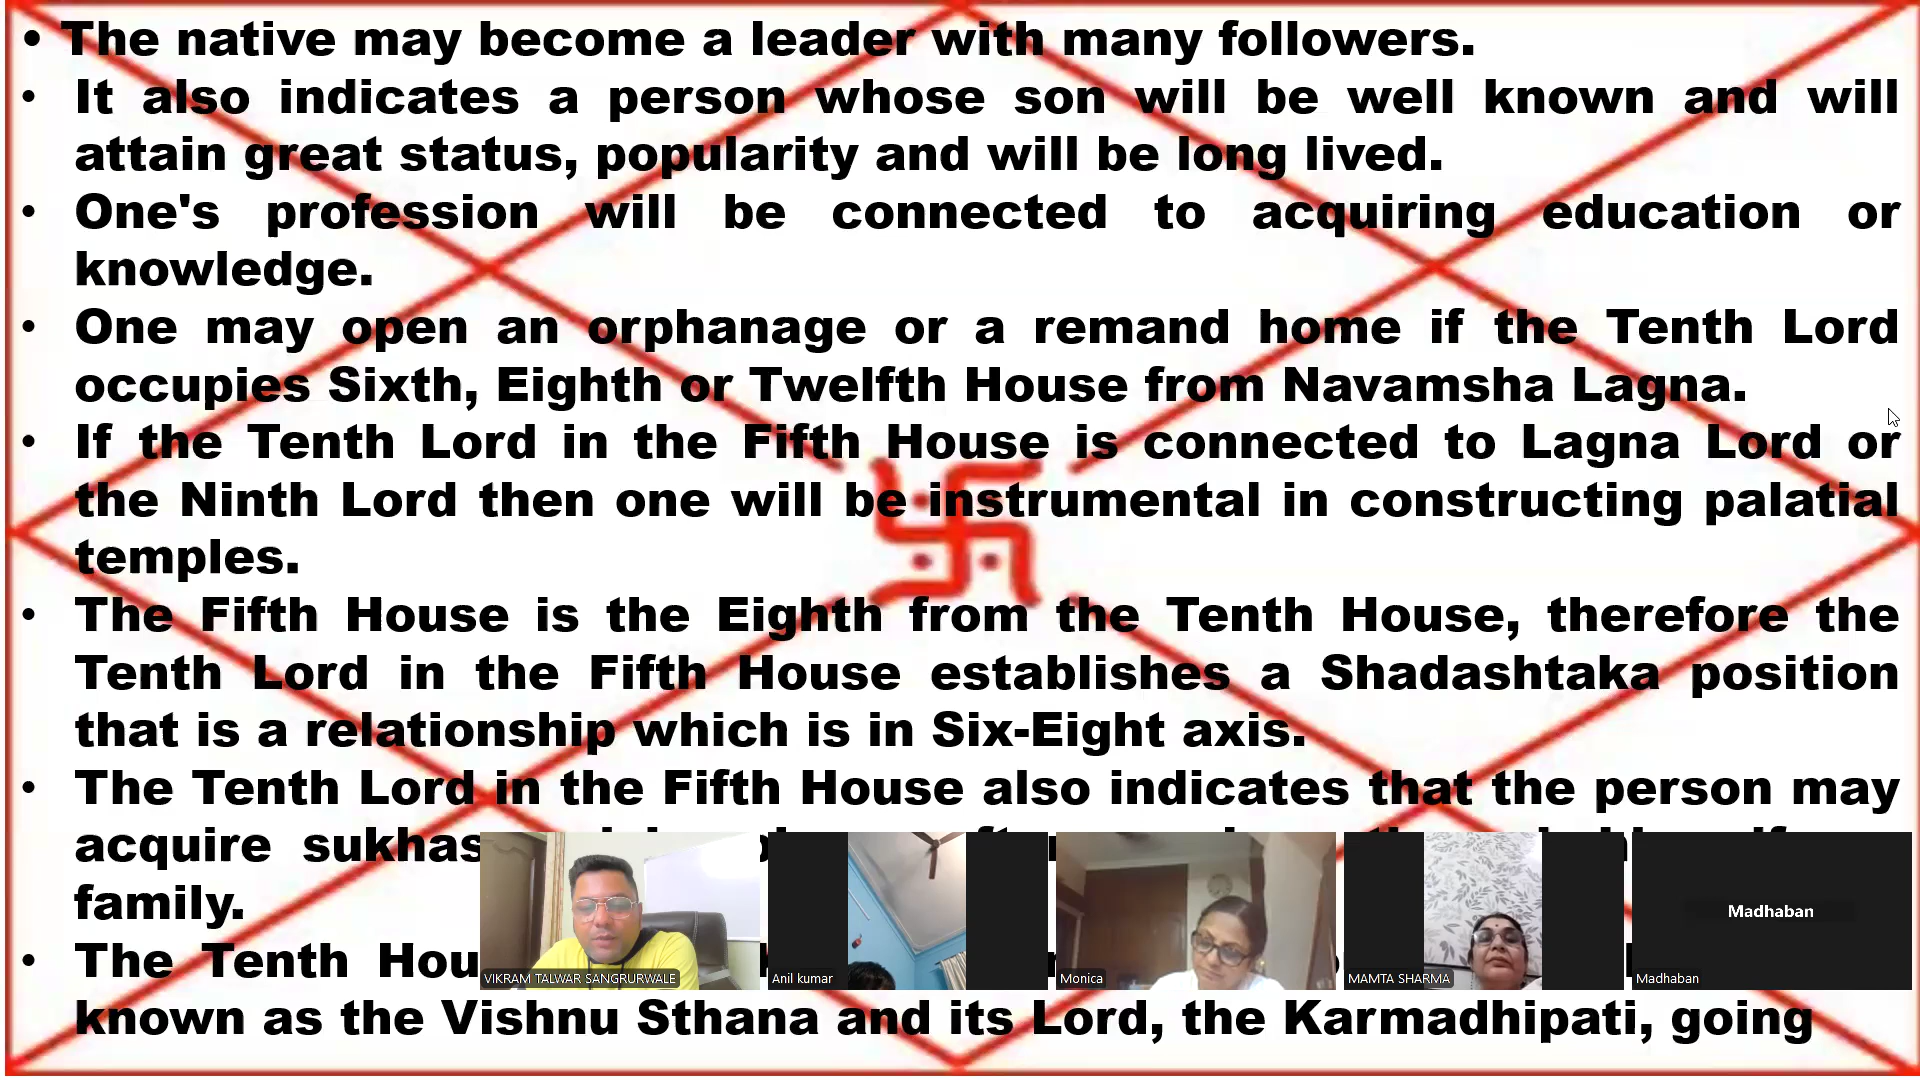 • The native may become a leader with many followers.
• It also indicates a person whose son will be well known and will
attain great status, popularity and will be long lived.
• One's profession will be connected to acquiring education or
knowledge.
• One may open an orphanage or a remand home if the Tenth Lord
occupies Sixth, Eighth or Twelfth House from Navamsha Lagna.
• If the Tenth Lord in the Fifth House is connected to Lagna Lord or
the Ninth Lord then one will be instrumental in constructing palatial
temples.
• The Fifth House is the Eighth from the Tenth House, therefore the
Tenth Lord in the Fifth House establishes a Shadashtaka position
that is a relationship which is in Six-Eight axis.
• The Tenth Lord in the Fifth House also indicates that the person may
acquire
family.
• The Tenth
known as the Vishnu Sthana and its Lord, the Karmadhipati, going
VIKRAM TALWAR SANGRURWALE
Anil kumar
Monica
MAMTA SHARMA
Madhaban
Madhaban